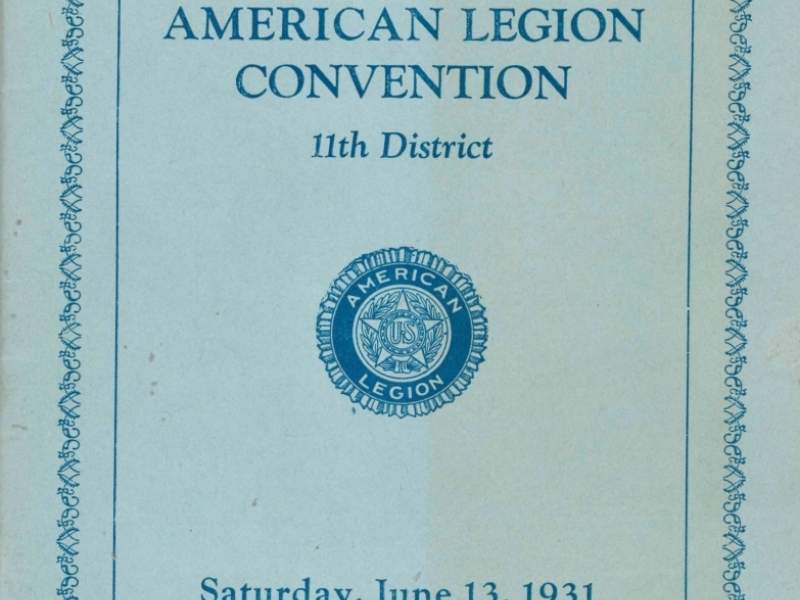 AMERICAN LEGION
CONVENTION
11th District
AMERICAN
US
LEGION
Saturday, June 13, 1931